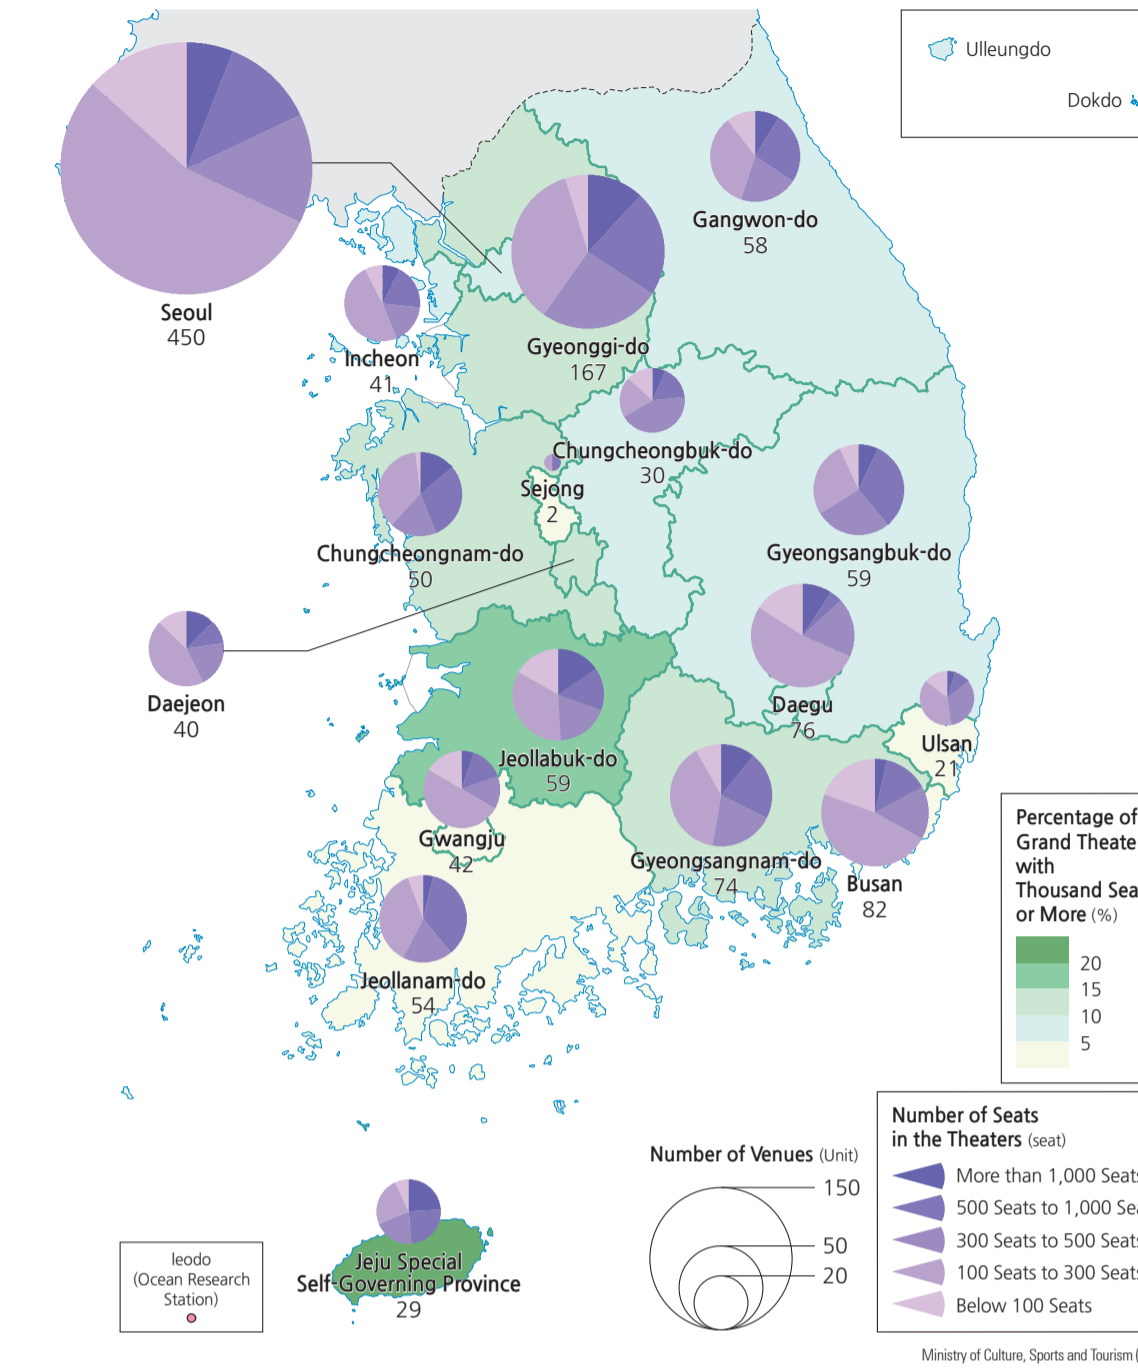 Ulleungdo
Dokdo
Gangwon-do
58
Seoul
450
Incheon
41
Gyeonggi-do
167
Chungcheongbuk-do
30
Sejong
2
Chungcheongnam-do
50
Gyeongsangbuk-do
59
Daejeon
40
Daegu
76
Ulsan
21
Jeollabuk-do
59
Gwangju
42
Gyeongsangnam-do
74
Busan
82
Jeollanam-do
54
Jeju Special
Self-Governing Province
29
Ieodo
(Ocean Research
Station)
Percentage of
Grand Theate
with
Thousand Sea
or More (%)
20
15
10
5
Number of Venues (Unit)
150
50
20
Number of Seats
in the Theaters (seat)
More than 1,000 Seats
500 Seats to 1,000 Sea
300 Seats to 500 Seats
100 Seats to 300 Seats
Below 100 Seats
Ministry of Culture, Sports and Tourism (